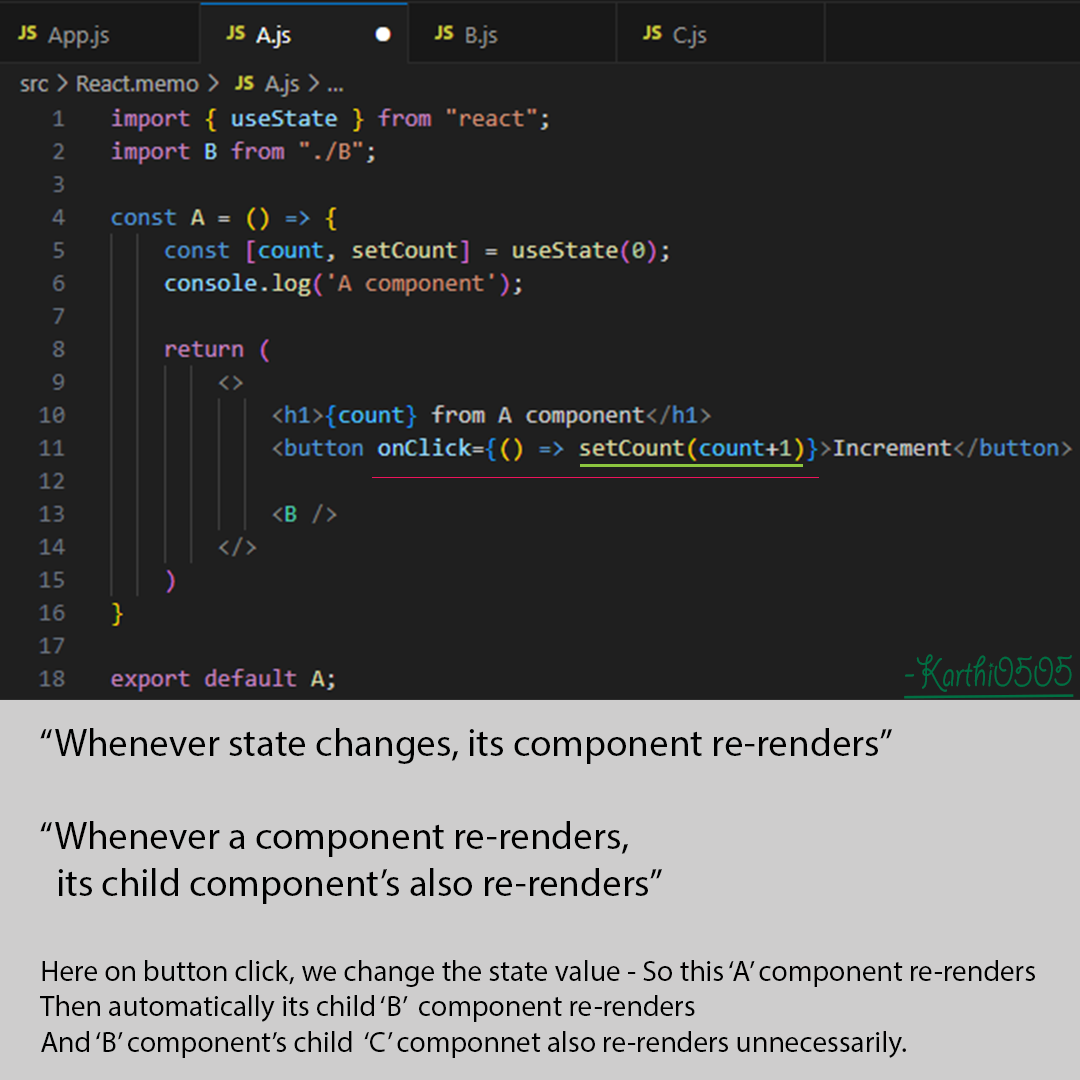 JS App.js JS A.js JS B.js JS C.js
src > React.memo > JS A.js > ...
1 import { useState } from "react";
2 import B from "./B";
3
4 const A = () => {
5 const [count, setCount] = useState(0);
6 console.log('A component');
7
8 return (
9 <>
10 <h1>{count} from A component</h1>
11 <button onClick={() => setCount(count+1)}>Increment</button>
12
13 <B />
14 </>
15 )
16 }
17
18 export default A;
-Karthi0505
“Whenever state changes, its component re-renders”
“Whenever a component re-renders,
its child component’s also re-renders”
Here on button click, we change the state value - So this ‘A’ component re-renders
Then automatically its child ‘B’ component re-renders
And ‘B’ component’s child ‘C’ componnet also re-renders unnecessarily.